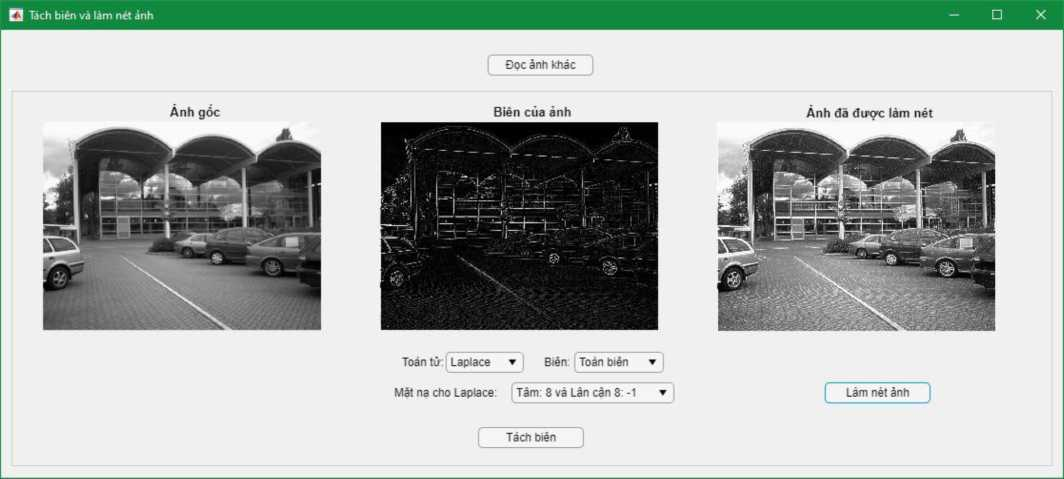 Tách biên và làm nét ảnh
Đọc ảnh khác
Ảnh gốc
Biên của ảnh
Ảnh đã được làm nét
Toán tử: Laplace
Biên: Toàn biên
Mặt nạ cho Laplace: Tâm: 8 và Lân cận 8: -1
Làm nét ảnh
Tách biên